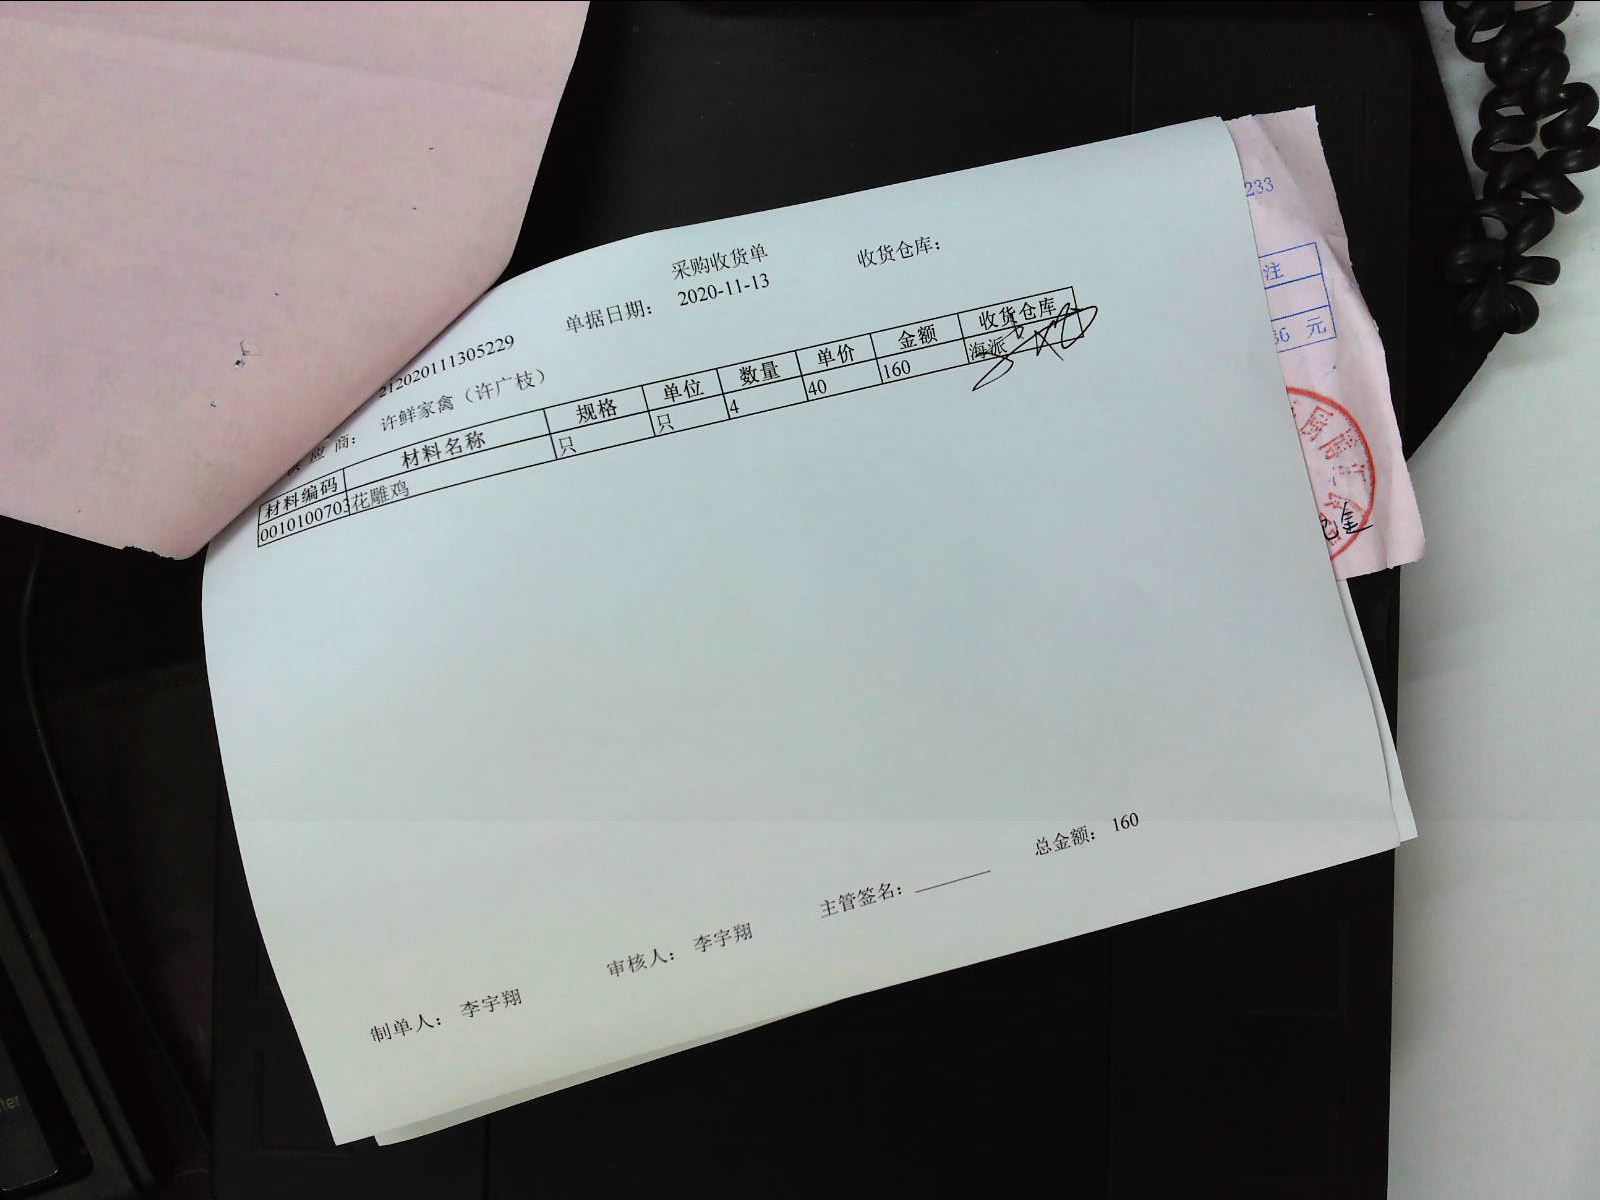 采购收货单
收货仓库：
单据日期： 2020-11-13
212020111305229
供应商： 许鲜家禽（许广枝）
材料编码 材料名称 规格 单位 数量 单价 金额 收货仓库
0010100703 花雕鸡 只 只 4 40 160 海派
总金额： 160
制单人： 李宇翔 审核人： 李宇翔 主管签名：
233
注
元